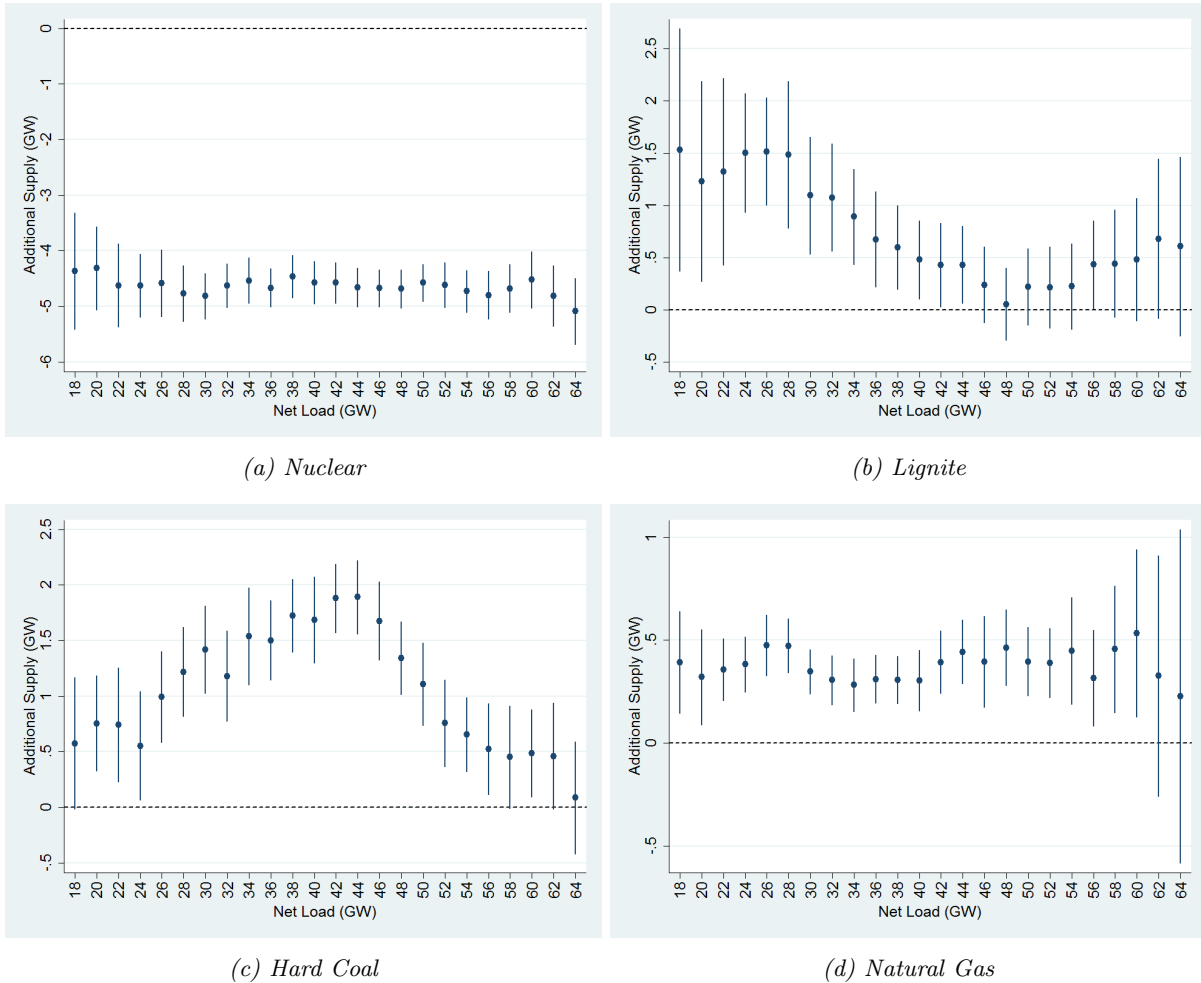 0
-1
-2
-3
-4
-5
-6
Additional Supply (GW)
18 20 22 24 26 28 30 32 34 36 38 40 42 44 46 48 50 52 54 56 58 60 62 64
Net Load (GW)
(a) Nuclear
2.5
2
1.5
1
.5
0
-.5
Additional Supply (GW)
18 20 22 24 26 28 30 32 34 36 38 40 42 44 46 48 50 52 54 56 58 60 62 64
Net Load (GW)
(b) Lignite
2.5
2
1.5
1
.5
0
-.5
Additional Supply (GW)
18 20 22 24 26 28 30 32 34 36 38 40 42 44 46 48 50 52 54 56 58 60 62 64
Net Load (GW)
(c) Hard Coal
1
.5
0
-.5
Additional Supply (GW)
18 20 22 24 26 28 30 32 34 36 38 40 42 44 46 48 50 52 54 56 58 60 62 64
Net Load (GW)
(d) Natural Gas